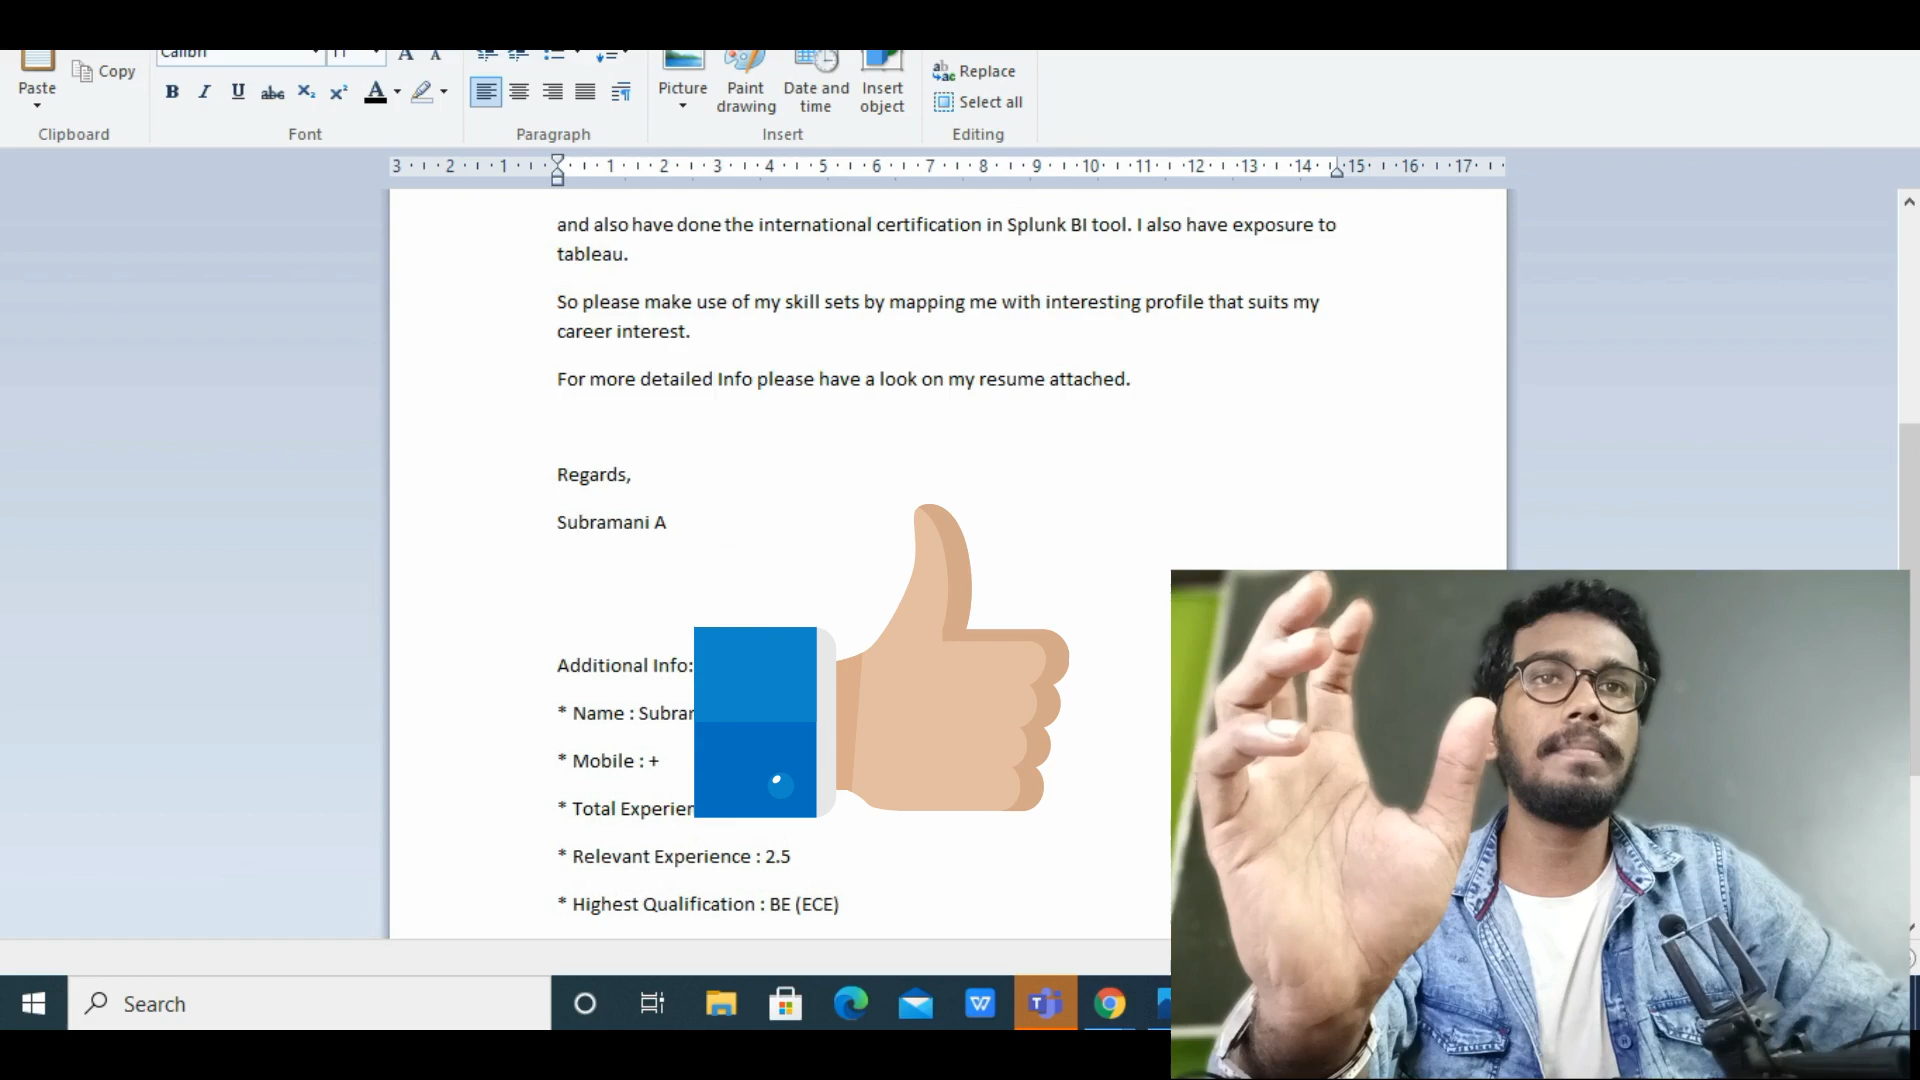 Calibri
11
Paste
Copy
Clipboard
B I U abc X₂ X² A
Font
Paragraph
Picture
Paint drawing
Date and time
Insert object
Insert
Replace
Select all
Editing
3 2 1 1 2 3 4 5 6 7 8 9 10 11 12 13 14 15 16 17
and also have done the international certification in Splunk BI tool. I also have exposure to
tableau.
So please make use of my skill sets by mapping me with interesting profile that suits my
career interest.
For more detailed Info please have a look on my resume attached.
Regards,
Subramani A
Additional Info:
* Name : Subram
* Mobile : +
* Total Experien
* Relevant Experience : 2.5
* Highest Qualification : BE (ECE)
Search